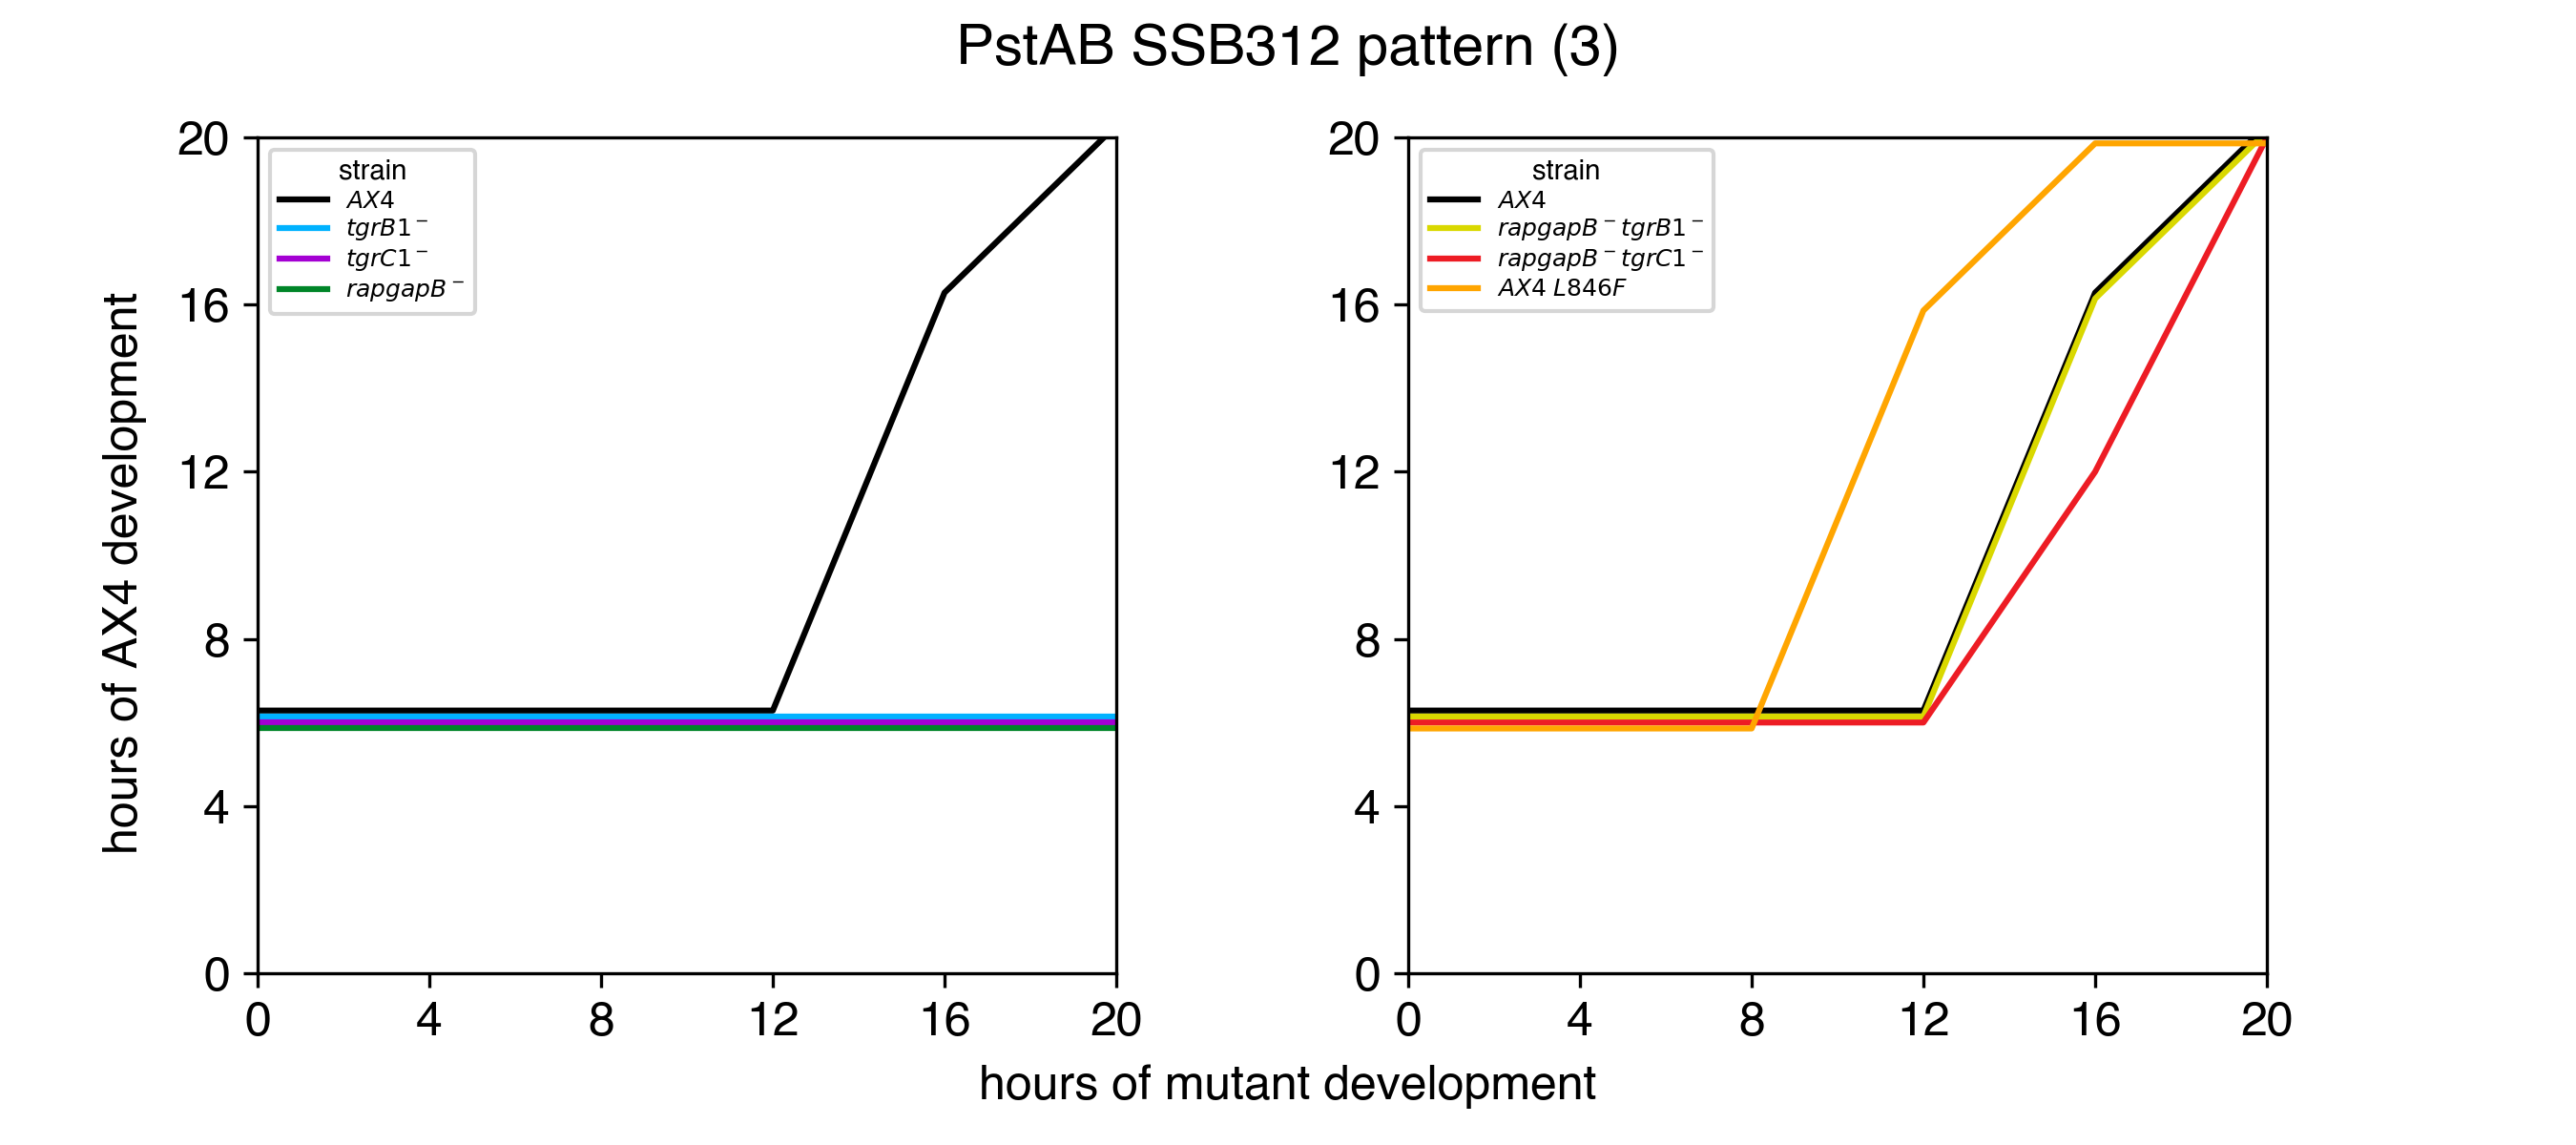 PstAB SSB312 pattern (3)
hours of AX4 development
20
16
12
8
4
0
strain
AX4
tgrB1⁻
tgrC1⁻
rapgapB⁻
0 4 8 12 16 20
20
16
12
8
4
0
strain
AX4
rapgapB⁻tgrB1⁻
rapgapB⁻tgrC1⁻
AX4 L846F
0 4 8 12 16 20
hours of mutant development